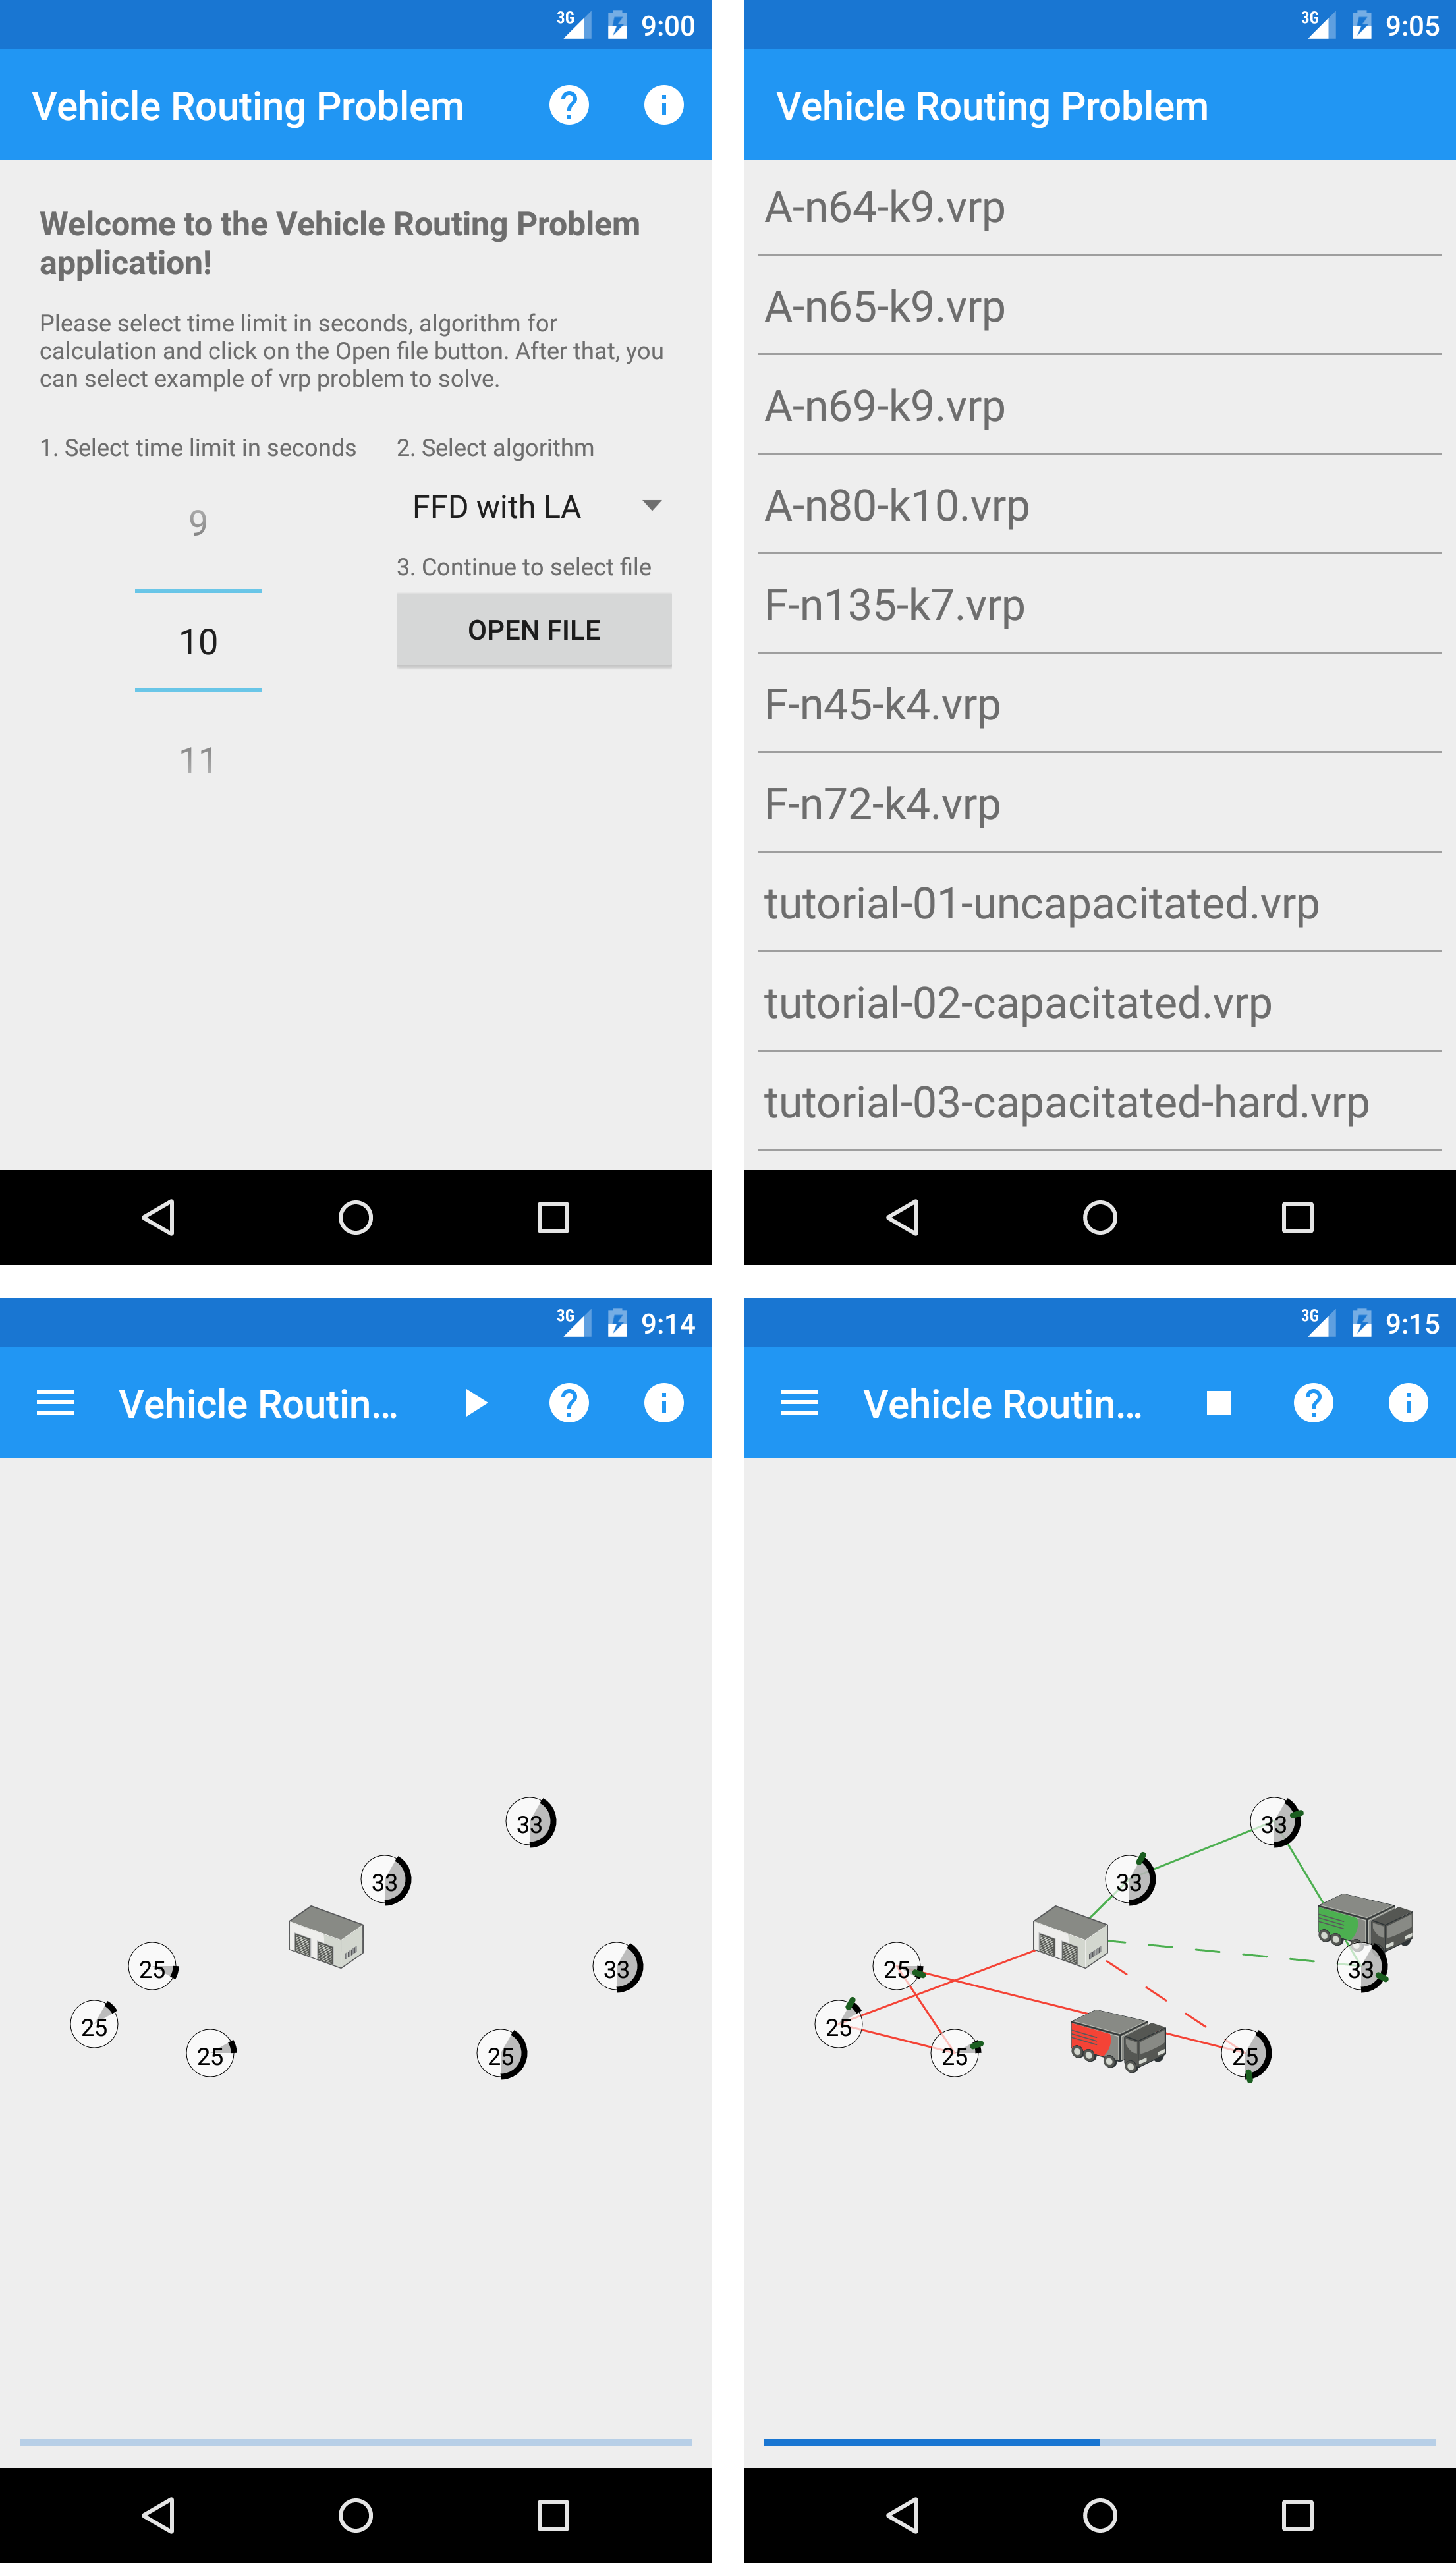 3G 9:00
Vehicle Routing Problem ? i
Welcome to the Vehicle Routing Problem
application!
Please select time limit in seconds, algorithm for
calculation and click on the Open file button. After that, you
can select example of vrp problem to solve.
1. Select time limit in seconds
9
10
11
2. Select algorithm
FFD with LA
3. Continue to select file
OPEN FILE
3G 9:05
Vehicle Routing Problem
A-n64-k9.vrp
A-n65-k9.vrp
A-n69-k9.vrp
A-n80-k10.vrp
F-n135-k7.vrp
F-n45-k4.vrp
F-n72-k4.vrp
tutorial-01-uncapacitated.vrp
tutorial-02-capacitated.vrp
tutorial-03-capacitated-hard.vrp
3G 9:14
Vehicle Routin... ? i
33
33
25
33
25
25
25
3G 9:15
Vehicle Routin... ? i
33
33
25
33
25
25
25